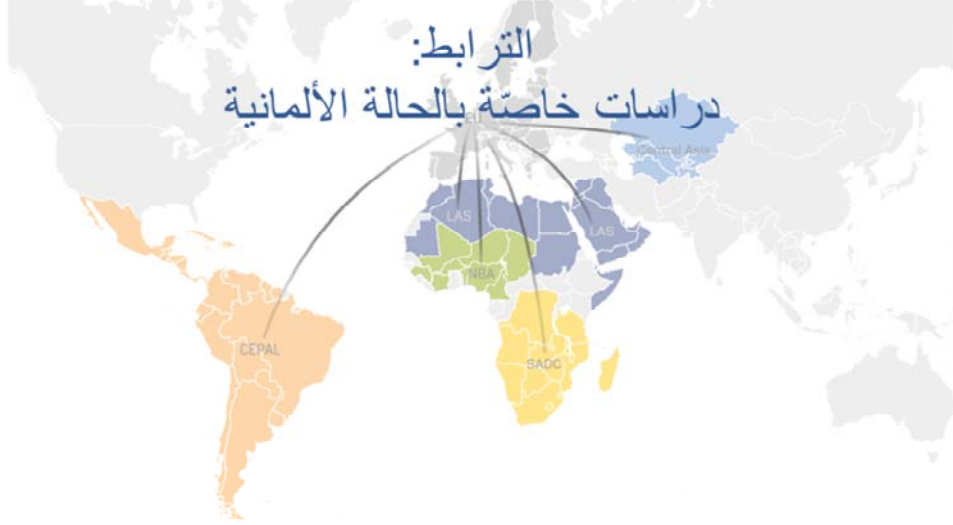 الترابط:
دراسات خاصّة بالحالة الألمانية
EU
Central Asia
LAS
LAS
NBA
CEPAL
SADC